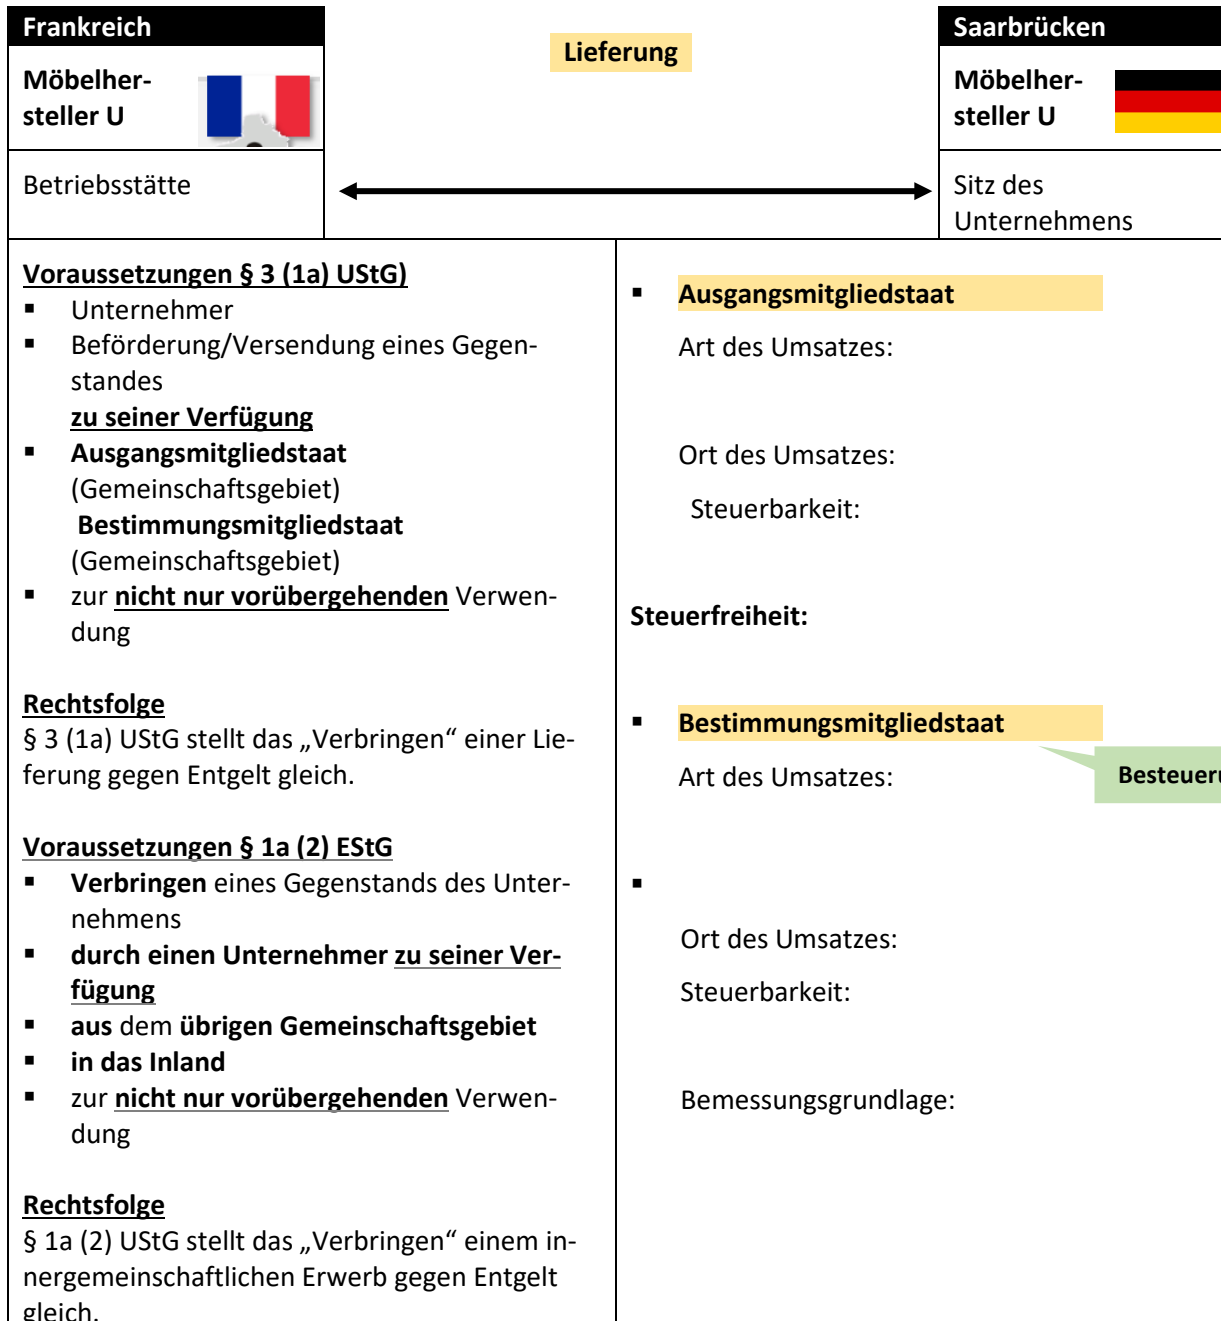 Frankreich
Lieferung
Saarbrücken
Möbelher-
steller U
Möbelher-
steller U
Betriebsstätte
Sitz des
Unternehmens
Voraussetzungen § 3 (1a) UStG)
▪ Unternehmer
▪ Beförderung/Versendung eines Gegen-
standes
zu seiner Verfügung
▪ Ausgangsmitgliedstaat
(Gemeinschaftsgebiet)
Bestimmungsmitgliedstaat
(Gemeinschaftsgebiet)
▪ zur nicht nur vorübergehenden Verwen-
dung
Rechtsfolge
§ 3 (1a) UStG stellt das „Verbringen“ einer Lie-
ferung gegen Entgelt gleich.
Voraussetzungen § 1a (2) EStG
▪ Verbringen eines Gegenstands des Unter-
nehmens
▪ durch einen Unternehmer zu seiner Ver-
fügung
▪ aus dem übrigen Gemeinschaftsgebiet
▪ in das Inland
▪ zur nicht nur vorübergehenden Verwen-
dung
Rechtsfolge
§ 1a (2) UStG stellt das „Verbringen“ einem in-
nergemeinschaftlichen Erwerb gegen Entgelt
gleich.
▪ Ausgangsmitgliedstaat
Art des Umsatzes:
Ort des Umsatzes:
Steuerbarkeit:
Steuerfreiheit:
▪ Bestimmungsmitgliedstaat
Art des Umsatzes:
▪
Ort des Umsatzes:
Steuerbarkeit:
Bemessungsgrundlage: